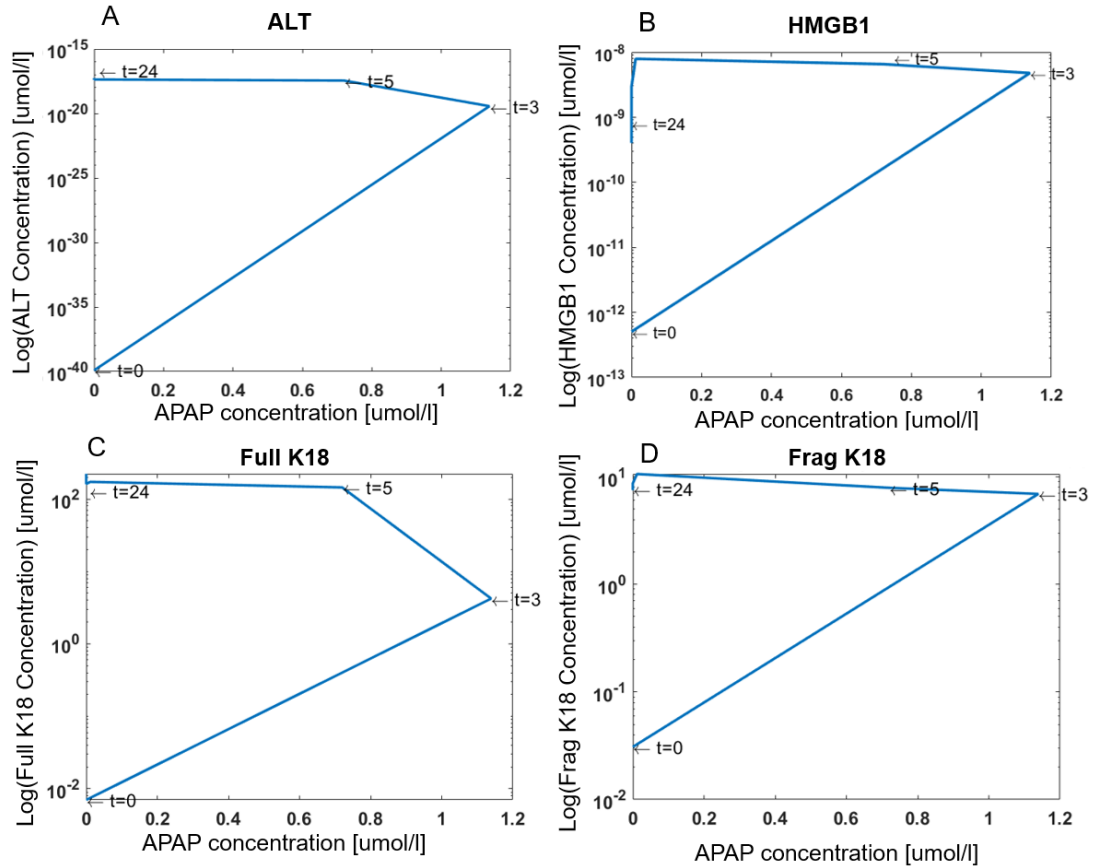 A
ALT
Log(ALT Concentration) [umol/l]
10^-15
10^-20
10^-25
10^-30
10^-35
10^-40
←t=24
←t=5
←t=3
←t=0
0 0.2 0.4 0.6 0.8 1 1.2
APAP concentration [umol/l]
B
HMGB1
Log(HMGB1 Concentration) [umol/l]
10^-8
10^-9
10^-10
10^-11
10^-12
10^-13
←t=5
←t=3
←t=24
←t=0
0 0.2 0.4 0.6 0.8 1 1.2
APAP concentration [umol/l]
C
Full K18
Log(Full K18 Concentration) [umol/l]
10^2
10^0
10^-2
←t=24
←t=5
←t=3
←t=0
0 0.2 0.4 0.6 0.8 1 1.2
APAP concentration [umol/l]
D
Frag K18
Log(Frag K18 Concentration) [umol/l]
10^1
10^0
10^-1
10^-2
←t=24
←t=5
←t=3
←t=0
0 0.2 0.4 0.6 0.8 1 1.2
APAP concentration [umol/l]